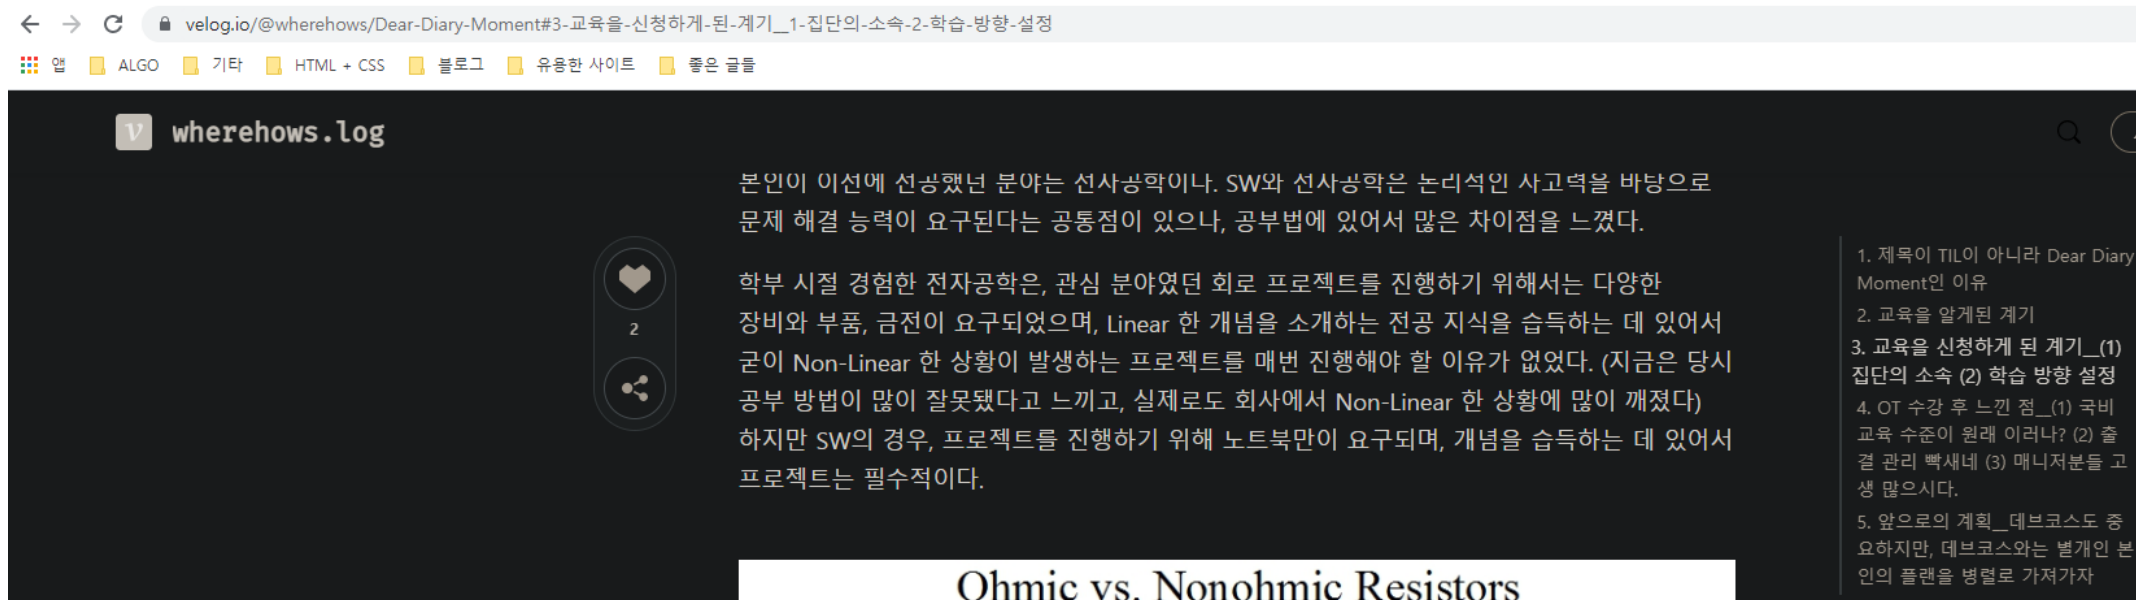 velog.io/@wherehows/Dear-Diary-Moment#3-교육을-신청하게-된-계기__1-집단의-소속-2-학습-방향-설정
앱 ALGO 기타 HTML + CSS 블로그 유용한 사이트 좋은 글들
v wherehows.log
본인이 이전에 전공했던 분야는 전자공학이다. SW와 전자공학은 논리적인 사고력을 바탕으로
문제 해결 능력이 요구된다는 공통점이 있으나, 공부법에 있어서 많은 차이점을 느꼈다.
학부 시절 경험한 전자공학은, 관심 분야였던 회로 프로젝트를 진행하기 위해서는 다양한
장비와 부품, 금전이 요구되었으며, Linear 한 개념을 소개하는 전공 지식을 습득하는 데 있어서
굳이 Non-Linear 한 상황이 발생하는 프로젝트를 매번 진행해야 할 이유가 없었다. (지금은 당시
공부 방법이 많이 잘못됐다고 느끼고, 실제로도 회사에서 Non-Linear 한 상황에 많이 깨졌다)
하지만 SW의 경우, 프로젝트를 진행하기 위해 노트북만이 요구되며, 개념을 습득하는 데 있어서
프로젝트는 필수적이다.
Ohmic vs. Nonohmic Resistors
2
1. 제목이 TIL이 아니라 Dear Diary
Moment인 이유
2. 교육을 알게된 계기
3. 교육을 신청하게 된 계기__(1)
집단의 소속 (2) 학습 방향 설정
4. OT 수강 후 느낀 점__(1) 국비
교육 수준이 원래 이러나? (2) 출
결 관리 빡새네 (3) 매니저분들 고
생 많으시다.
5. 앞으로의 계획__데브코스도 중
요하지만, 데브코스와는 별개인 본
인의 플랜을 병렬로 가져가자